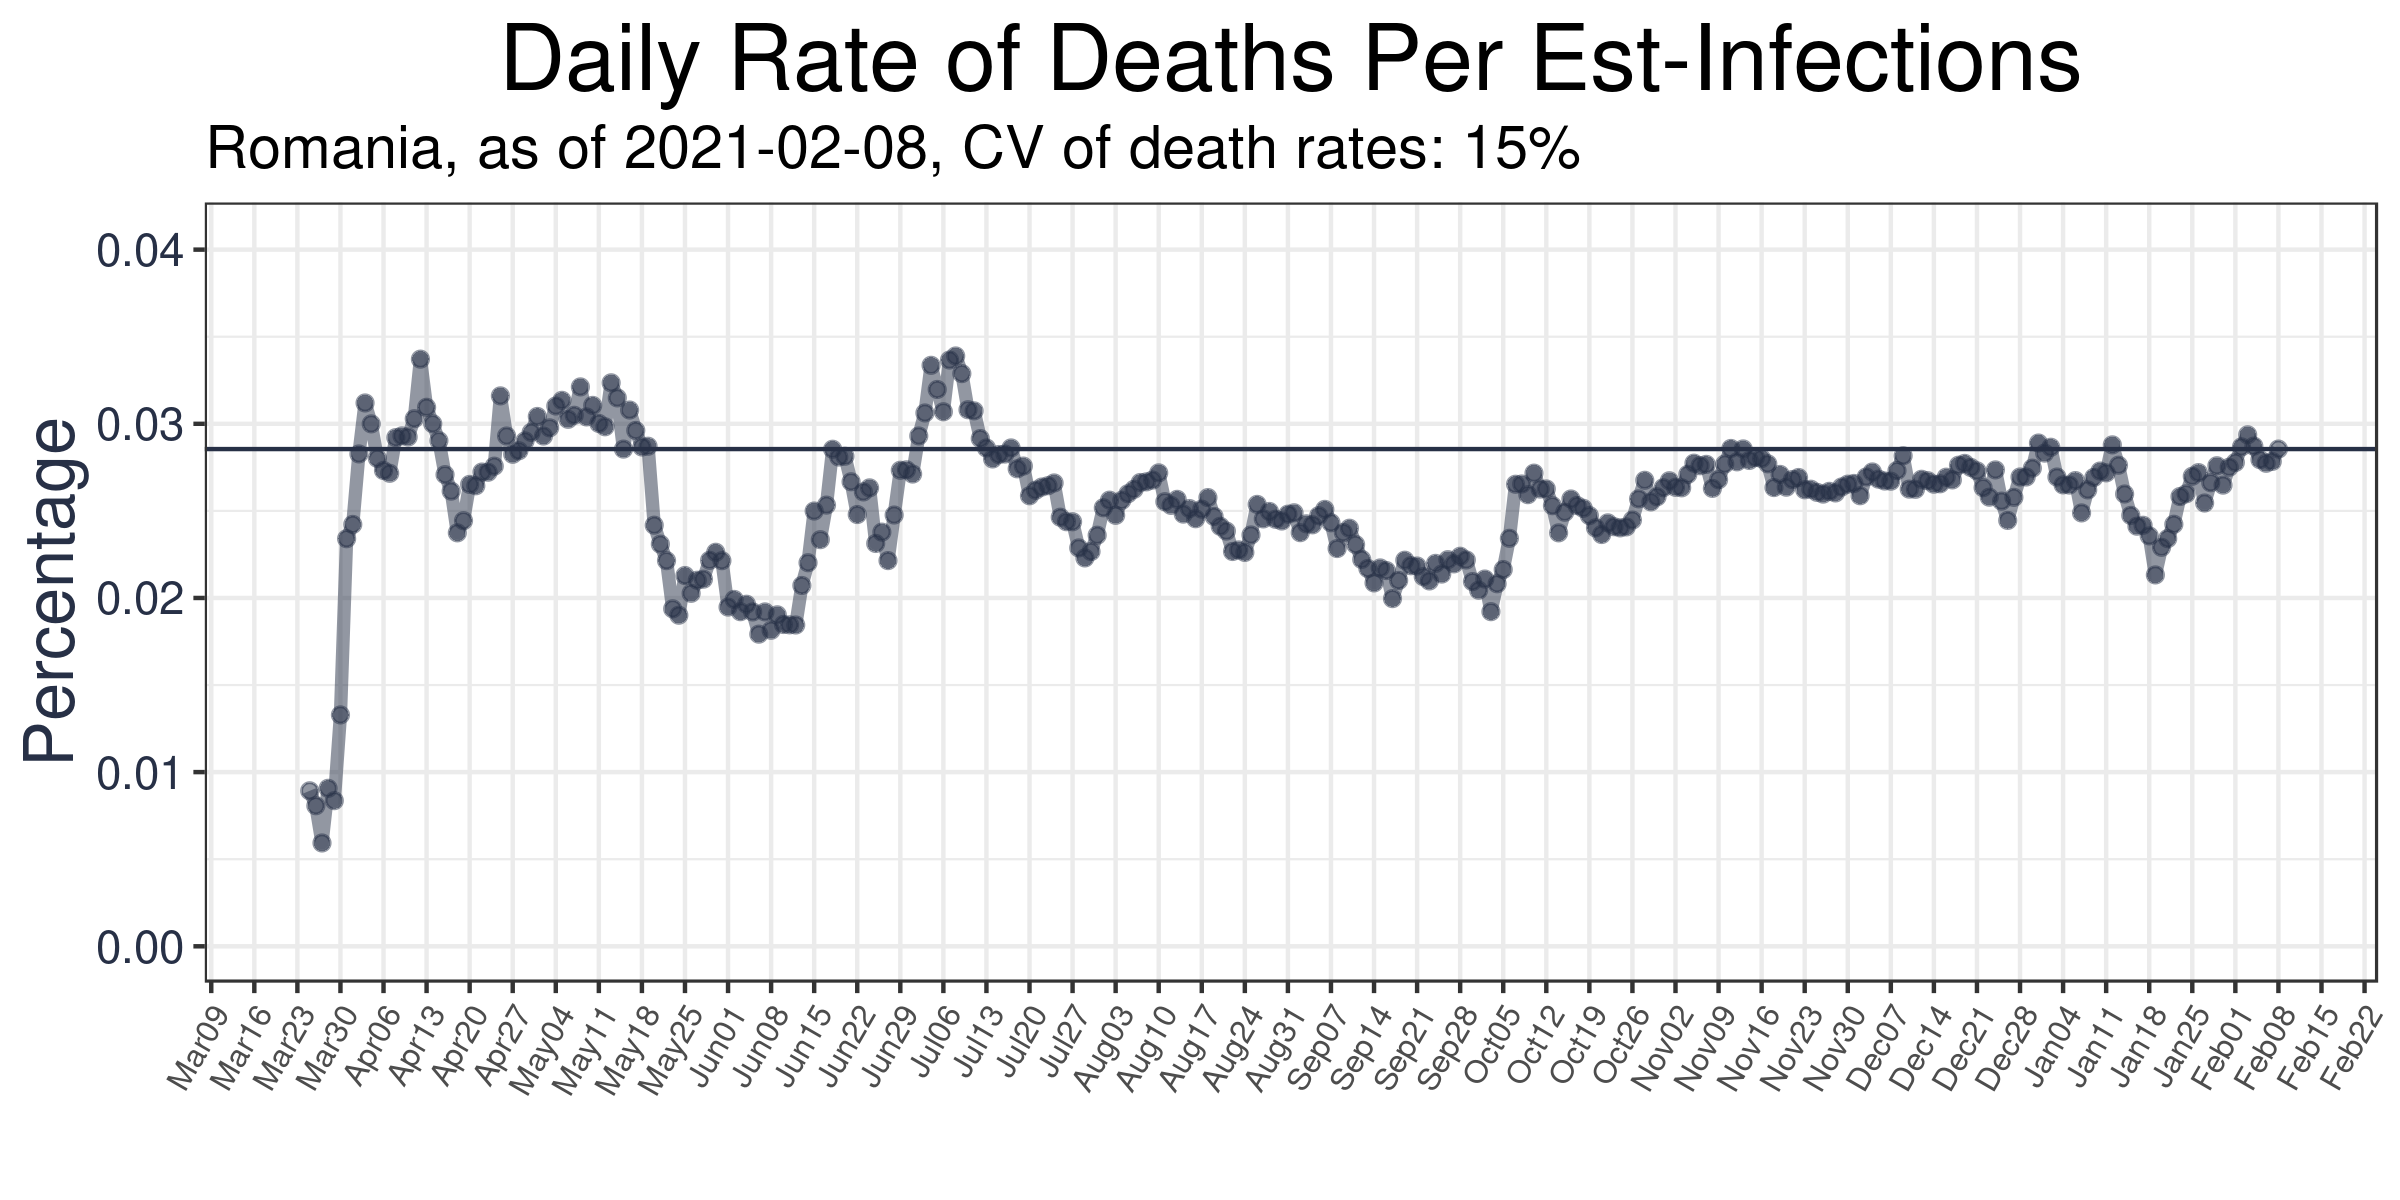 Daily Rate of Deaths Per Est-Infections
Romania, as of 2021-02-08, CV of death rates: 15%
Percentage
0.04
0.03
0.02
0.01
0.00
Mar09
Mar16
Mar23
Mar30
Apr06
Apr13
Apr20
Apr27
May04
May11
May18
May25
Jun01
Jun08
Jun15
Jun22
Jun29
Jul06
Jul13
Jul20
Jul27
Aug03
Aug10
Aug17
Aug24
Aug31
Sep07
Sep14
Sep21
Sep28
Oct05
Oct12
Oct19
Oct26
Nov02
Nov09
Nov16
Nov23
Nov30
Dec07
Dec14
Dec21
Dec28
Jan04
Jan11
Jan18
Jan25
Feb01
Feb08
Feb15
Feb22